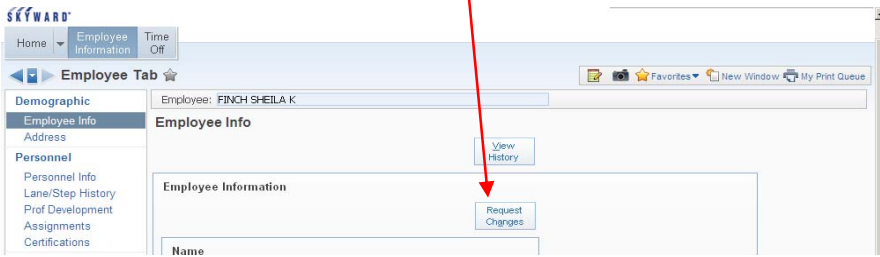 SKYWARD
Home Employee Information Time Off
Employee Tab Favorites New Window My Print Queue
Demographic
Employee Info
Address
Personnel
Personnel Info
Lane/Step History
Prof Development
Assignments
Certifications
Employee: FINCH SHEILA K
Employee Info
View History
Employee Information
Request Changes
Name